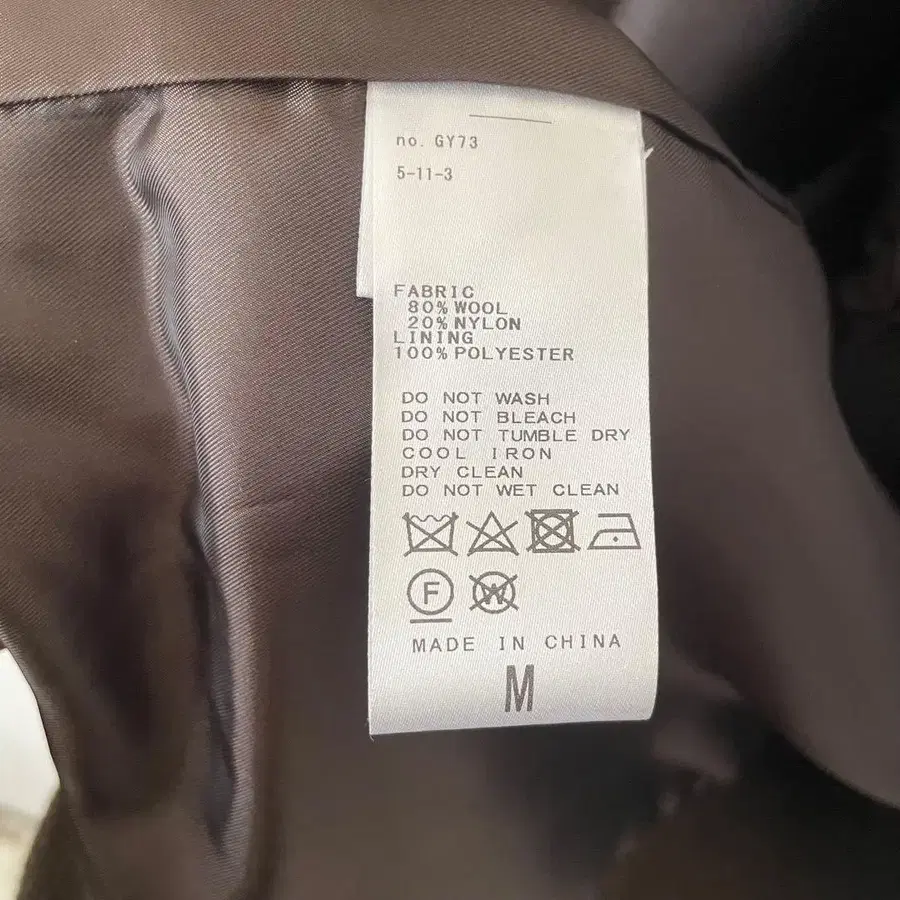 no. GY73
5-11-3
FABRIC
80%WOOL
20%NYLON
LINING
100%POLYESTER
DO NOT WASH
DO NOT BLEACH
DO NOT TUMBLE DRY
COOL IRON
DRY CLEAN
DO NOT WET CLEAN
F W
MADE IN CHINA
M